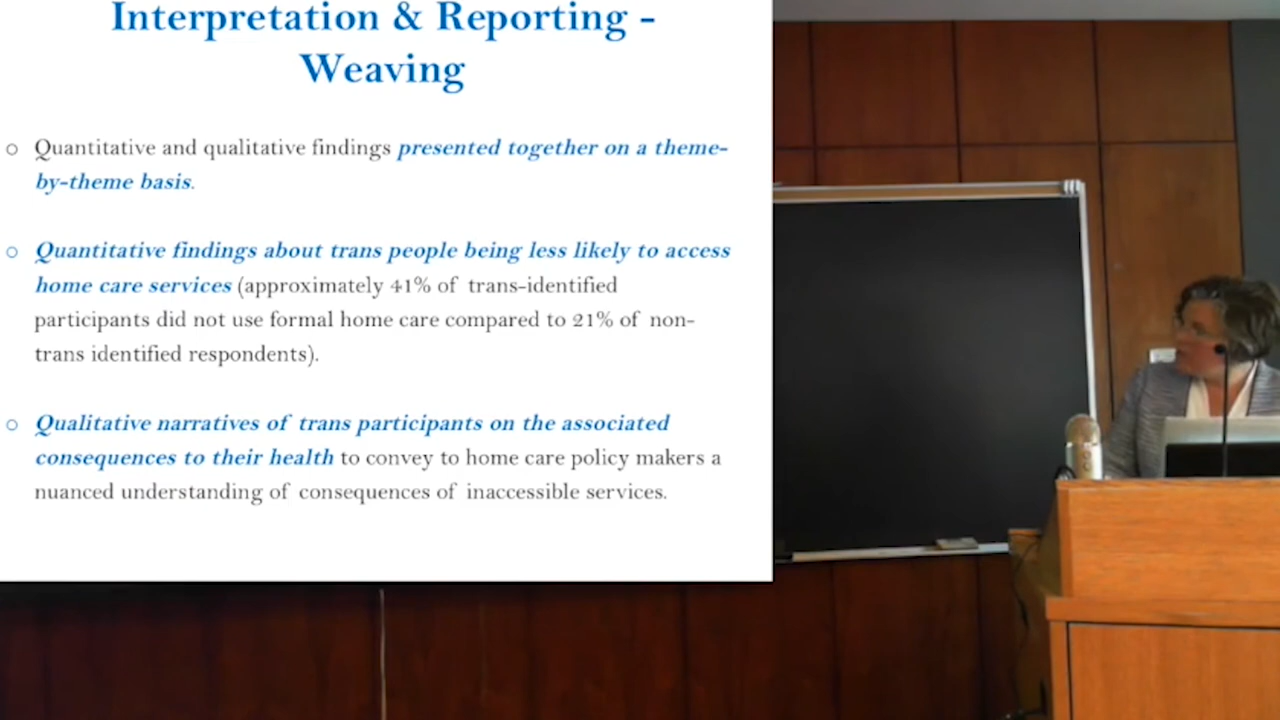 Interpretation & Reporting -
Weaving
○ Quantitative and qualitative findings presented together on a theme-
by-theme basis.
○ Quantitative findings about trans people being less likely to access
home care services (approximately 41% of trans-identified
participants did not use formal home care compared to 21% of non-
trans identified respondents).
○ Qualitative narratives of trans participants on the associated
consequences to their health to convey to home care policy makers a
nuanced understanding of consequences of inaccessible services.